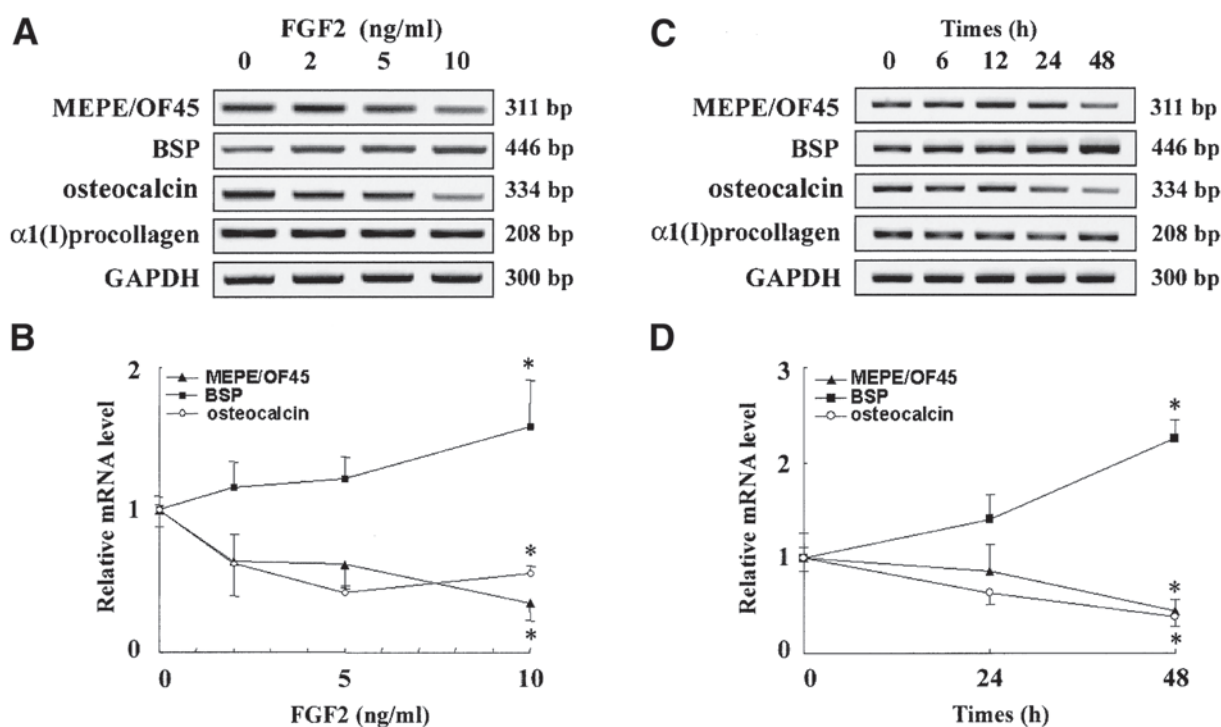 A
FGF2 (ng/ml)
0 2 5 10
MEPE/OF45 311 bp
BSP 446 bp
osteocalcin 334 bp
α1(I)procollagen 208 bp
GAPDH 300 bp
B
2
1
0
Relative mRNA level
MEPE/OF45
BSP
osteocalcin
*
*
*
0 5 10
FGF2 (ng/ml)
C
Times (h)
0 6 12 24 48
MEPE/OF45 311 bp
BSP 446 bp
osteocalcin 334 bp
α1(I)procollagen 208 bp
GAPDH 300 bp
D
3
2
1
0
Relative mRNA level
MEPE/OF45
BSP
osteocalcin
*
*
*
0 24 48
Times (h)